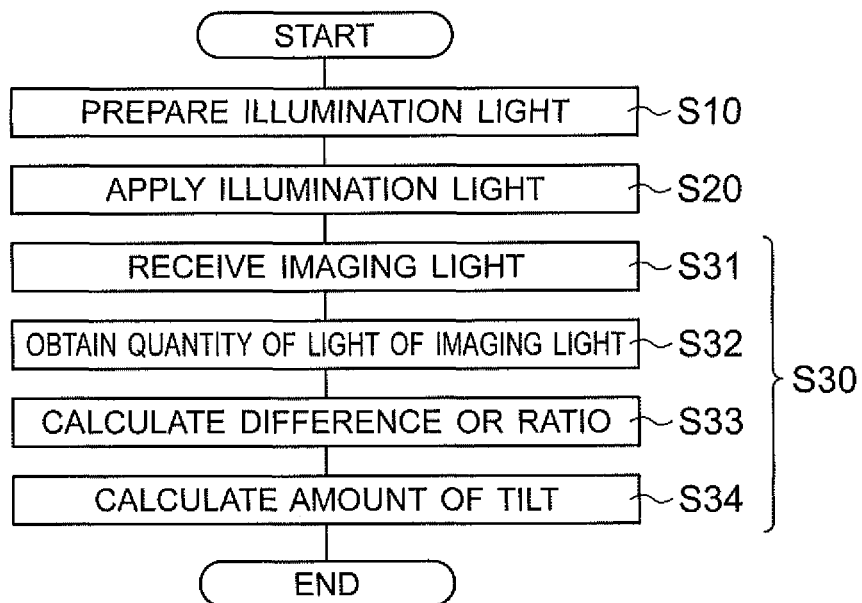 START
PREPARE ILLUMINATION LIGHT S10
APPLY ILLUMINATION LIGHT S20
RECEIVE IMAGING LIGHT S31
OBTAIN QUANTITY OF LIGHT OF IMAGING LIGHT S32
S30
CALCULATE DIFFERENCE OR RATIO S33
CALCULATE AMOUNT OF TILT S34
END